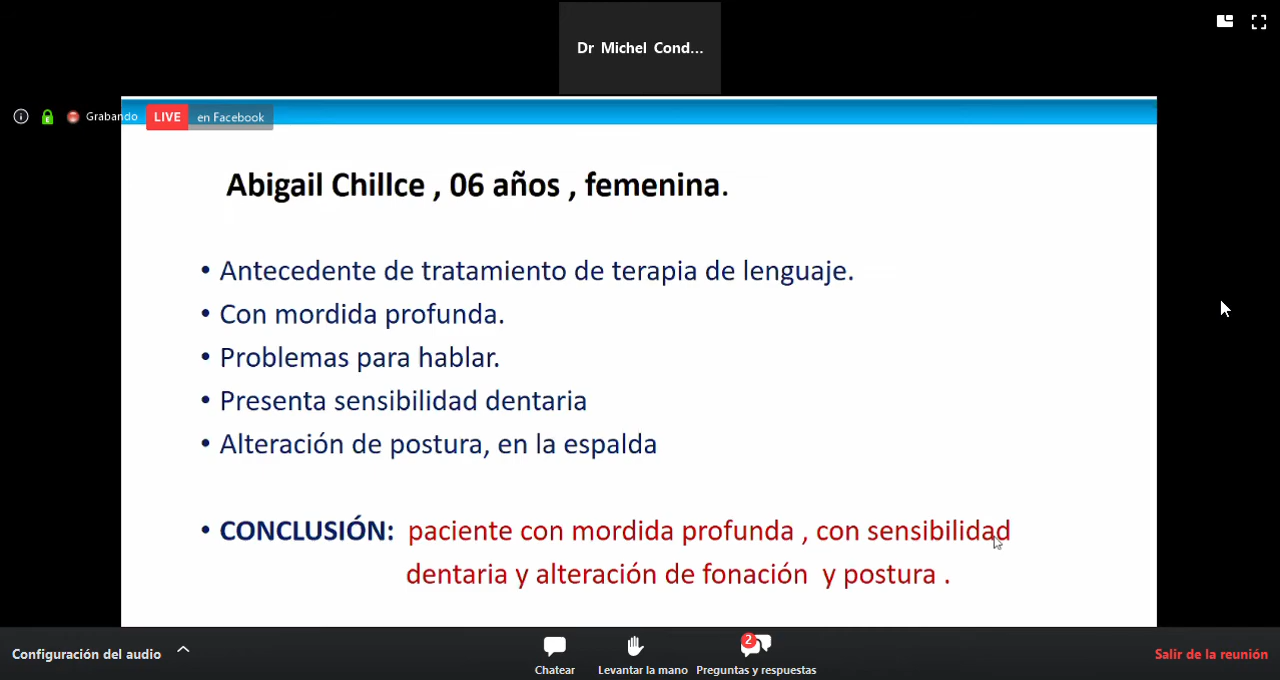 Dr Michel Cond...
Grabando
LIVE en Facebook
Abigail Chillce , 06 años , femenina.
• Antecedente de tratamiento de terapia de lenguaje.
• Con mordida profunda.
• Problemas para hablar.
• Presenta sensibilidad dentaria
• Alteración de postura, en la espalda
• CONCLUSIÓN: paciente con mordida profunda , con sensibilidad
dentaria y alteración de fonación y postura .
Configuración del audio
2
Chatear
Levantar la mano
Preguntas y respuestas
Salir de la reunión